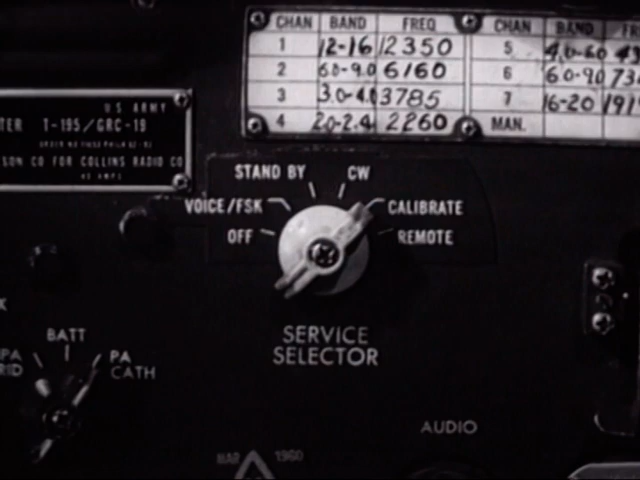 CHAN BAND FREQ
1 12-16 12350
2 6.0-9.0 6160
3 3.0-4.0 3785
4 2.0-2.4 2260
CHAN BAND
5 4.0-6.0
6 6.0-9.0
7 16-20
MAN.
U S ARMY
T-195/GRC-19
CO FOR COLLINS RADIO CO
STAND BY CW
VOICE/FSK CALIBRATE
OFF REMOTE
SERVICE
SELECTOR
BATT
PA
CATH
AUDIO
MAR 1960